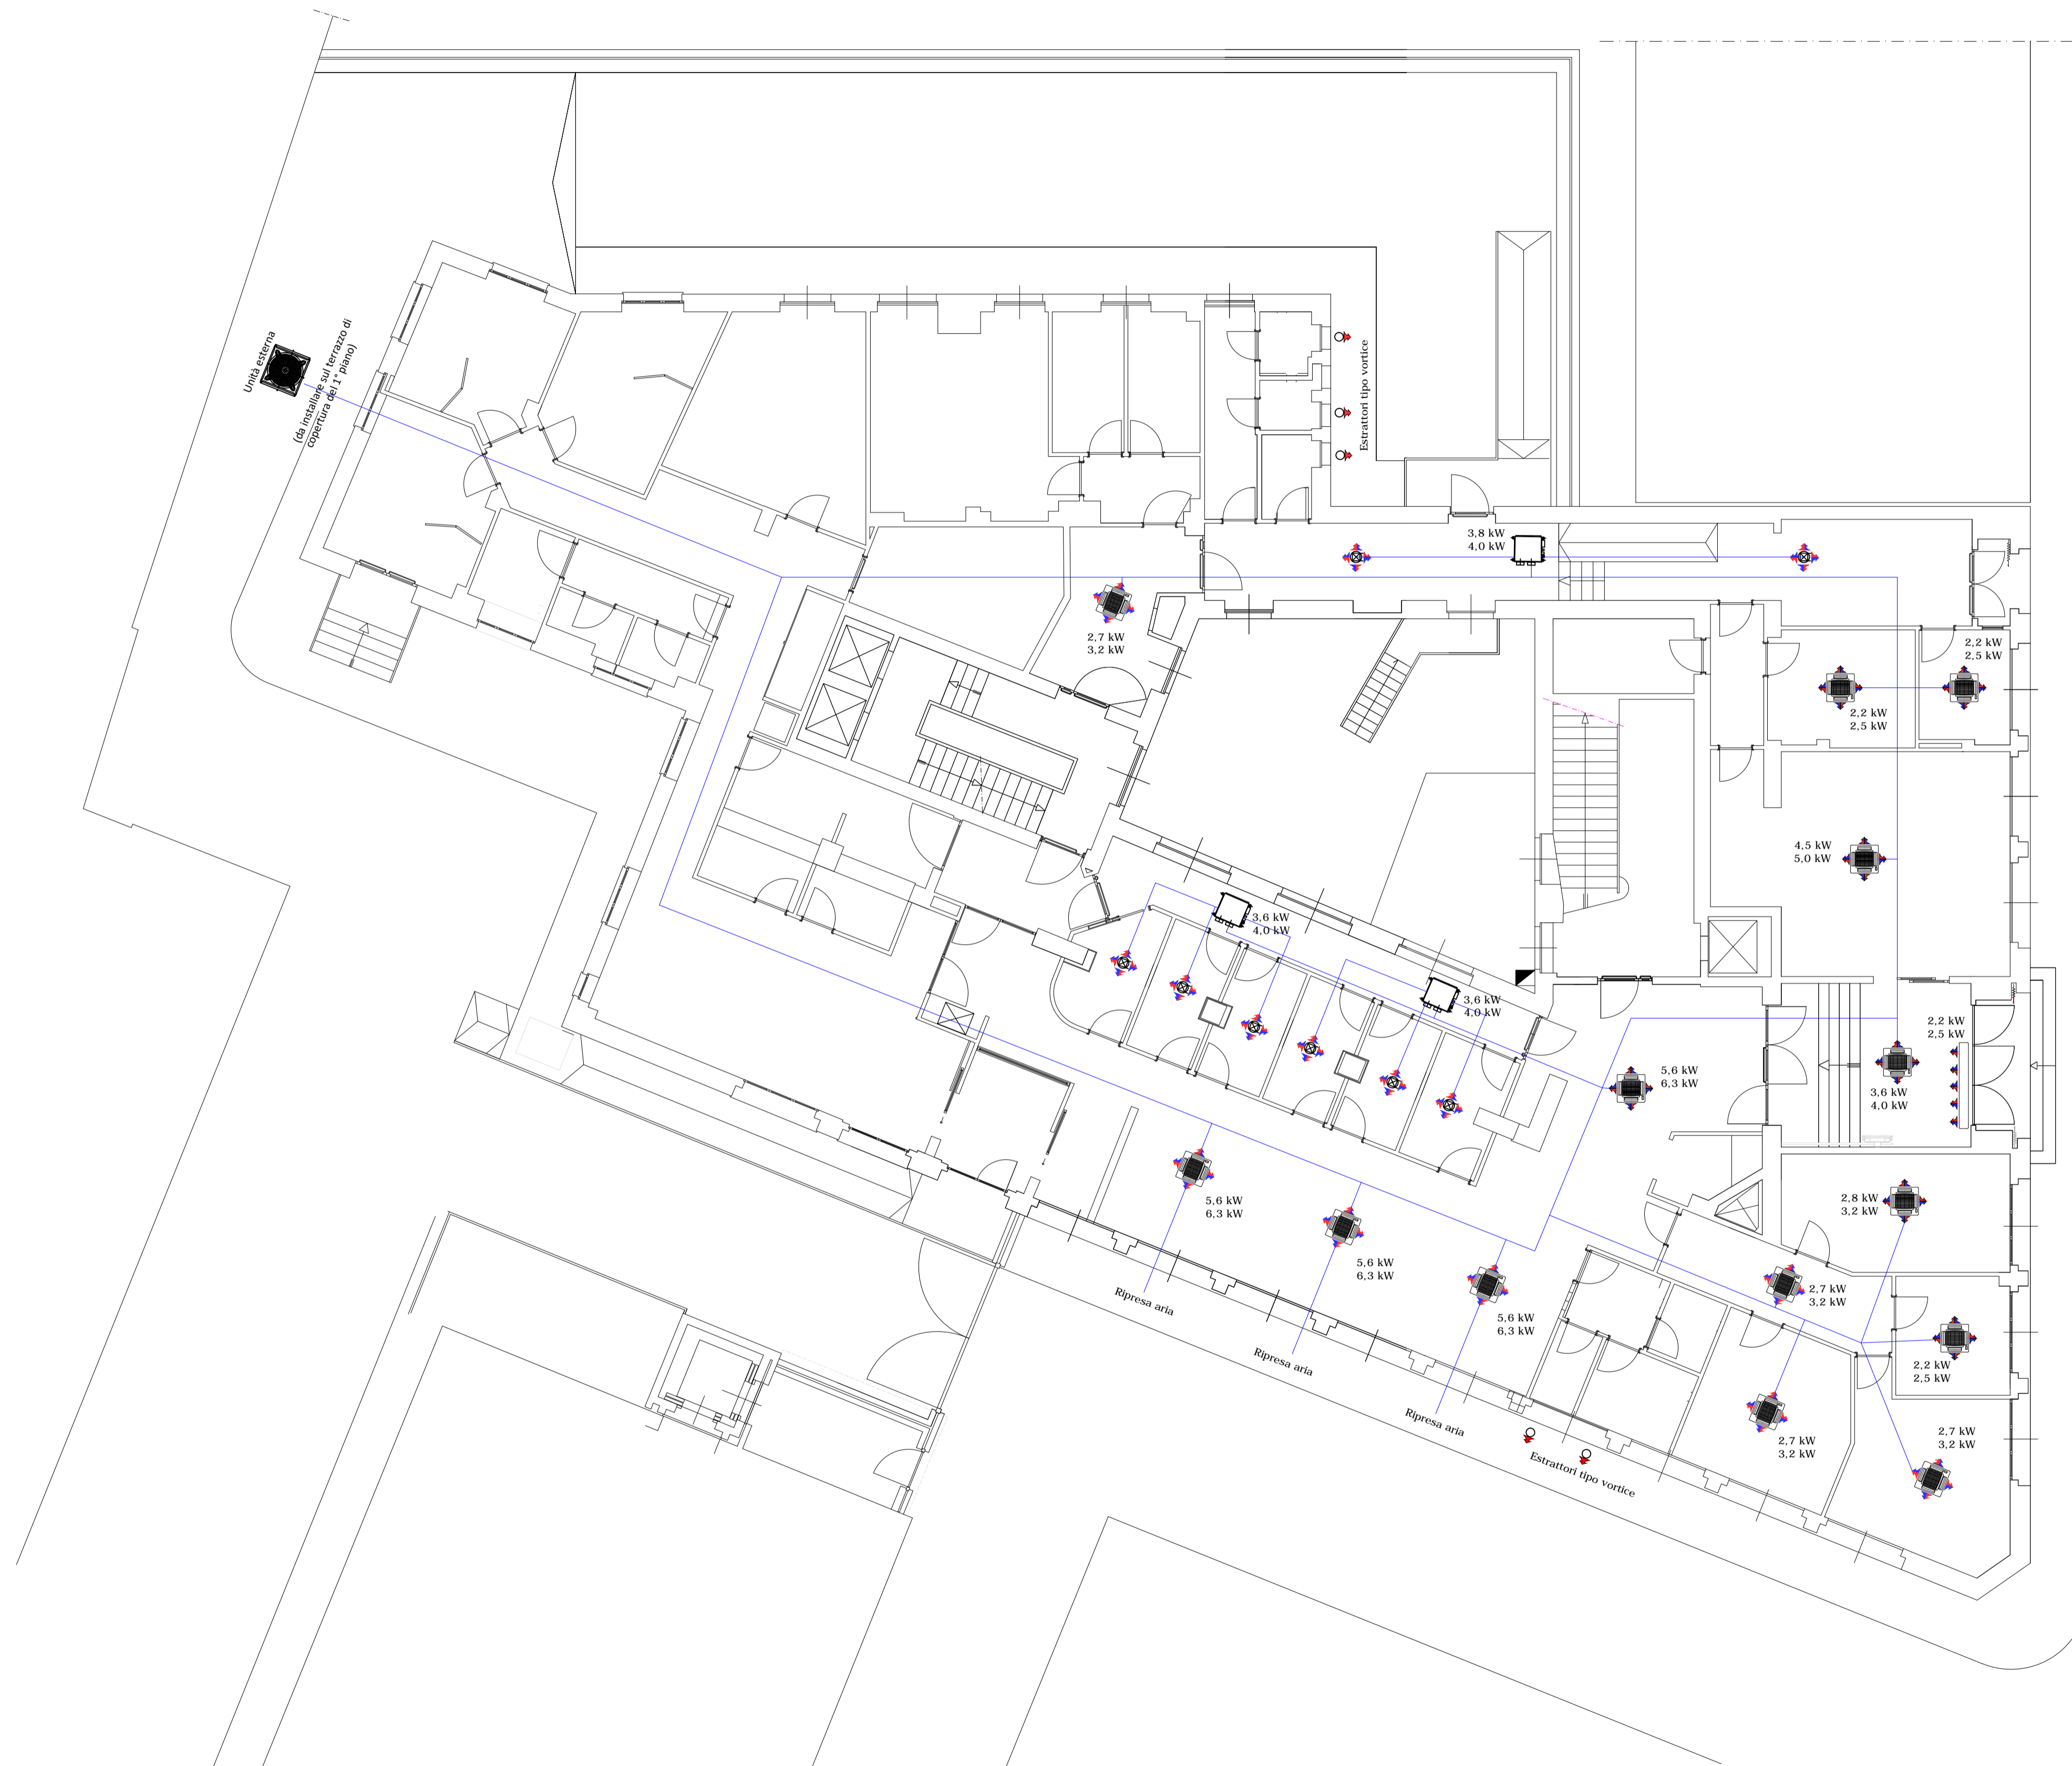 Unità esterna
(da installare sul terrazzo di
copertura del 1° piano)
Estrattori tipo vortice
3,8 kW
4,0 kW
2,7 kW
3,2 kW
2,2 kW
2,5 kW
2,2 kW
2,5 kW
4,5 kW
5,0 kW
3,6 kW
4,0 kW
3,6 kW
4,0 kW
2,2 kW
2,5 kW
5,6 kW
6,3 kW
3,6 kW
4,0 kW
5,6 kW
6,3 kW
2,8 kW
3,2 kW
5,6 kW
6,3 kW
2,7 kW
3,2 kW
Ripresa aria
5,6 kW
6,3 kW
Ripresa aria
2,2 kW
2,5 kW
Ripresa aria
2,7 kW
3,2 kW
2,7 kW
3,2 kW
Estrattori tipo vortice